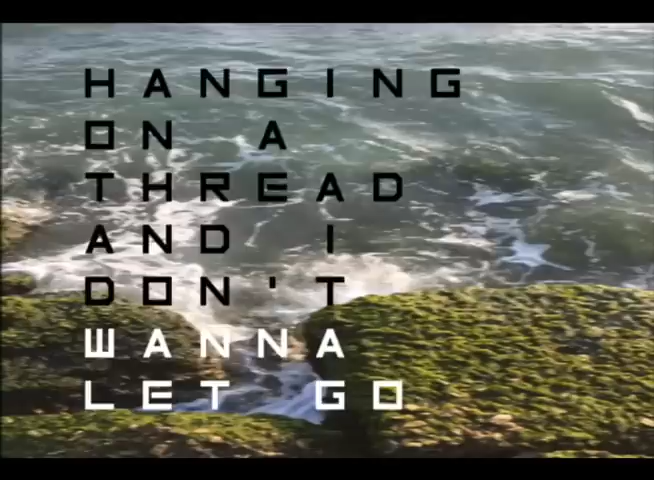 HANGING
ON A
THREAD
AND I
DON'T
WANNA
LET GO